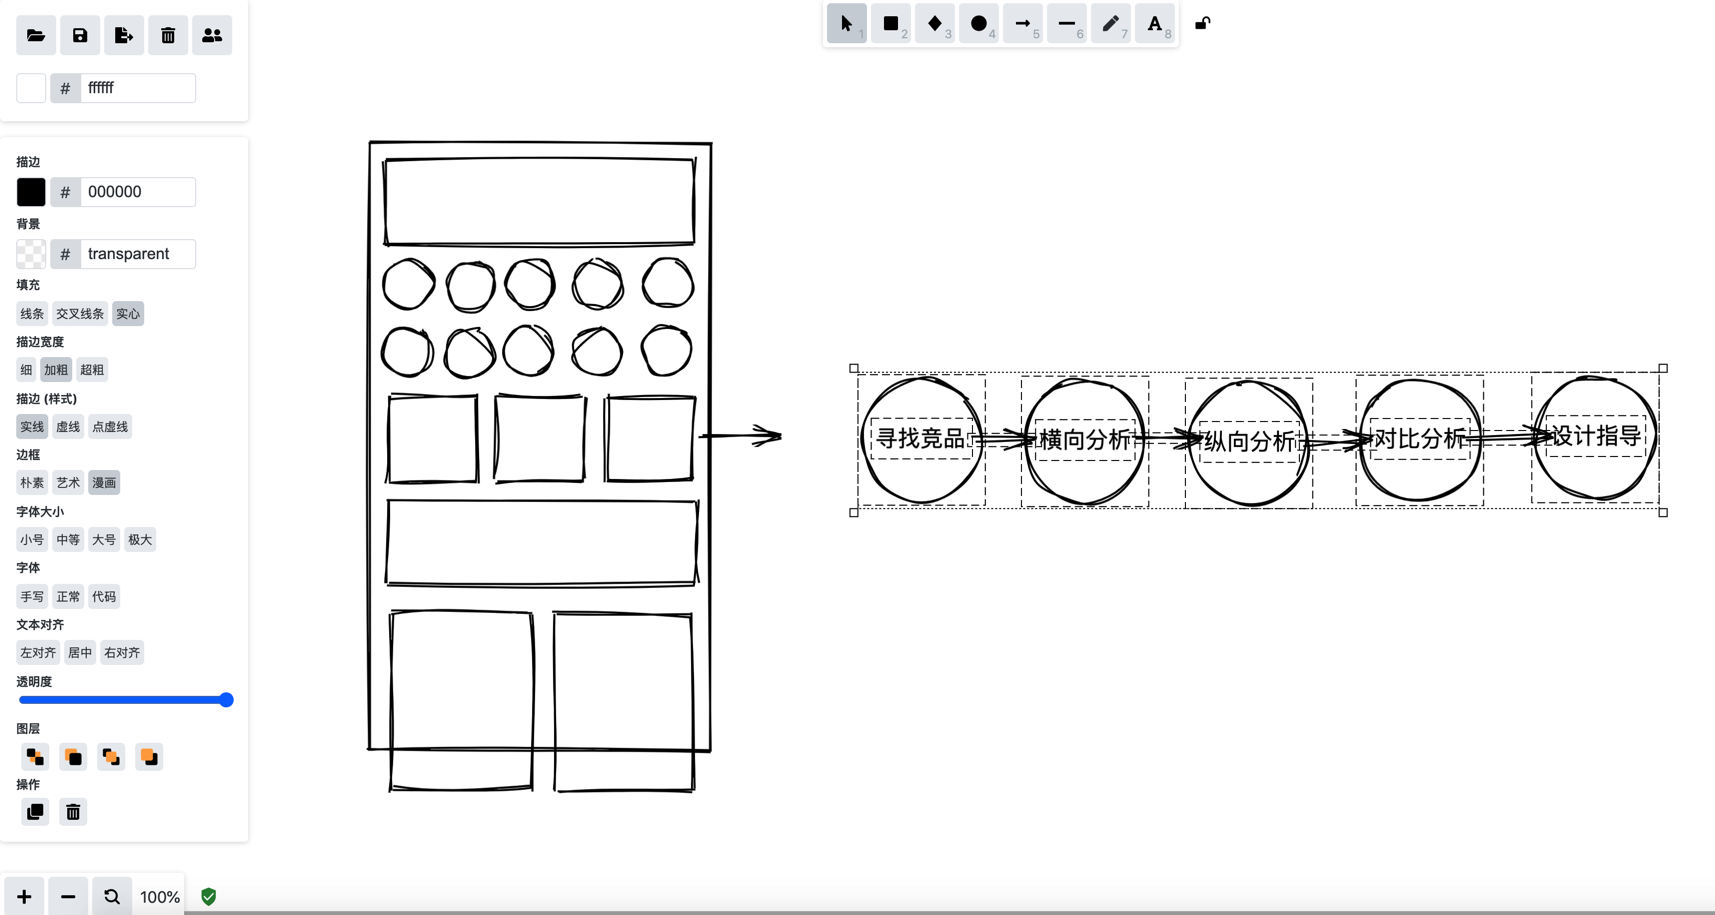 1
2
3
4
5
6
7
8
# ffffff
描边
# 000000
背景
# transparent
填充
线条 交叉线条 实心
描边宽度
细 加粗 超粗
描边 (样式)
实线 虚线 点虚线
边框
朴素 艺术 漫画
字体大小
小号 中等 大号 极大
字体
手写 正常 代码
文本对齐
左对齐 居中 右对齐
透明度
图层
操作
100%
寻找竞品 横向分析 纵向分析 对比分析 设计指导